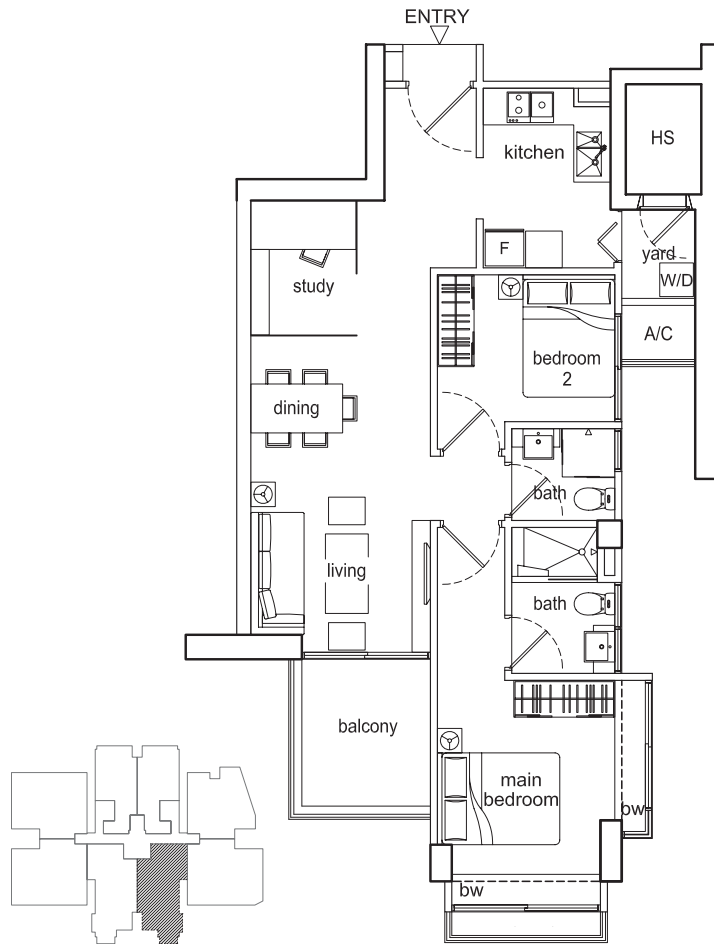 ENTRY
kitchen
HS
F
yard
W/D
study
A/C
bedroom
2
dining
bath
living
bath
balcony
main
bedroom
bw
bw